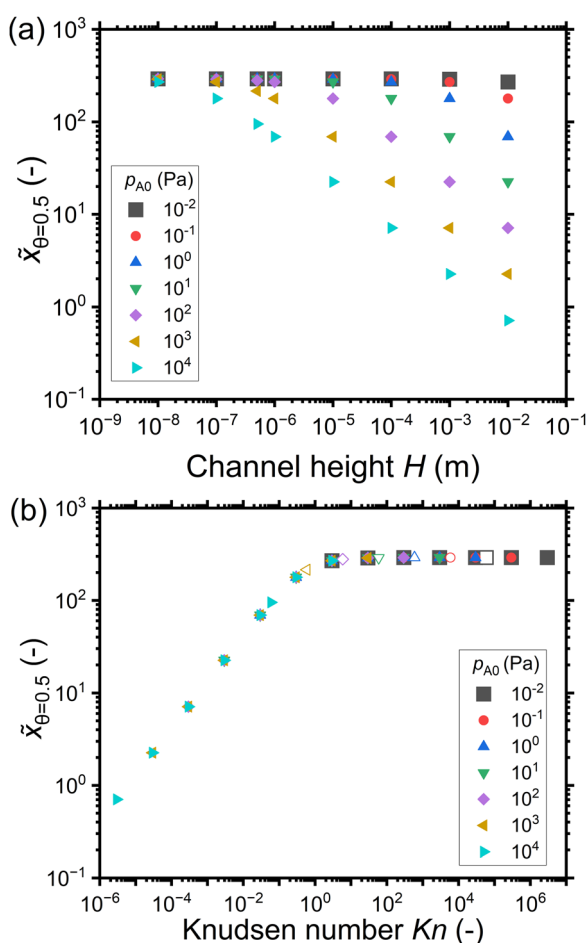 (a)
10³
10²
10¹
10⁰
10⁻¹
x̃θ=0.5 (-)
pA0 (Pa)
10⁻²
10⁻¹
10⁰
10¹
10²
10³
10⁴
10⁻⁹ 10⁻⁸ 10⁻⁷ 10⁻⁶ 10⁻⁵ 10⁻⁴ 10⁻³ 10⁻² 10⁻¹
Channel height H (m)
(b)
10³
10²
10¹
10⁰
10⁻¹
x̃θ=0.5 (-)
pA0 (Pa)
10⁻²
10⁻¹
10⁰
10¹
10²
10³
10⁴
10⁻⁶ 10⁻⁴ 10⁻² 10⁰ 10² 10⁴ 10⁶
Knudsen number Kn (-)